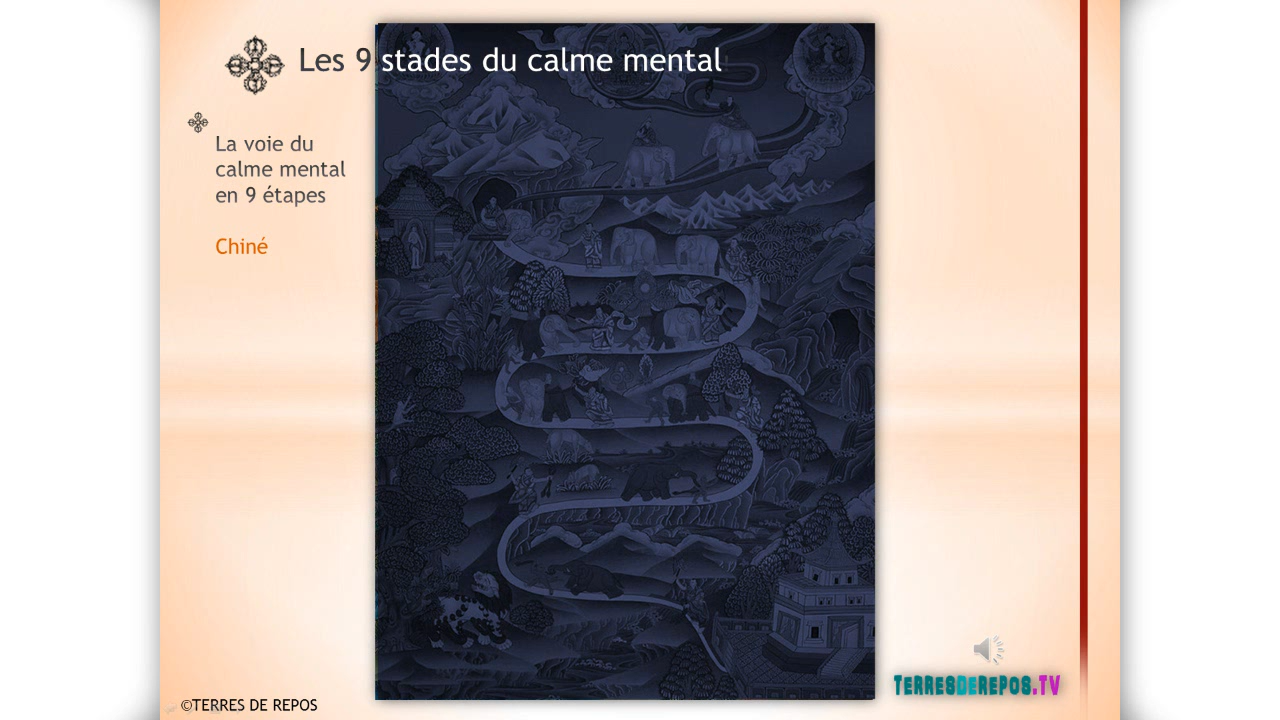 Les 9 stades du calme mental
La voie du
calme mental
en 9 étapes
Chiné
TERRESDEREPOS.TV
©TERRES DE REPOS